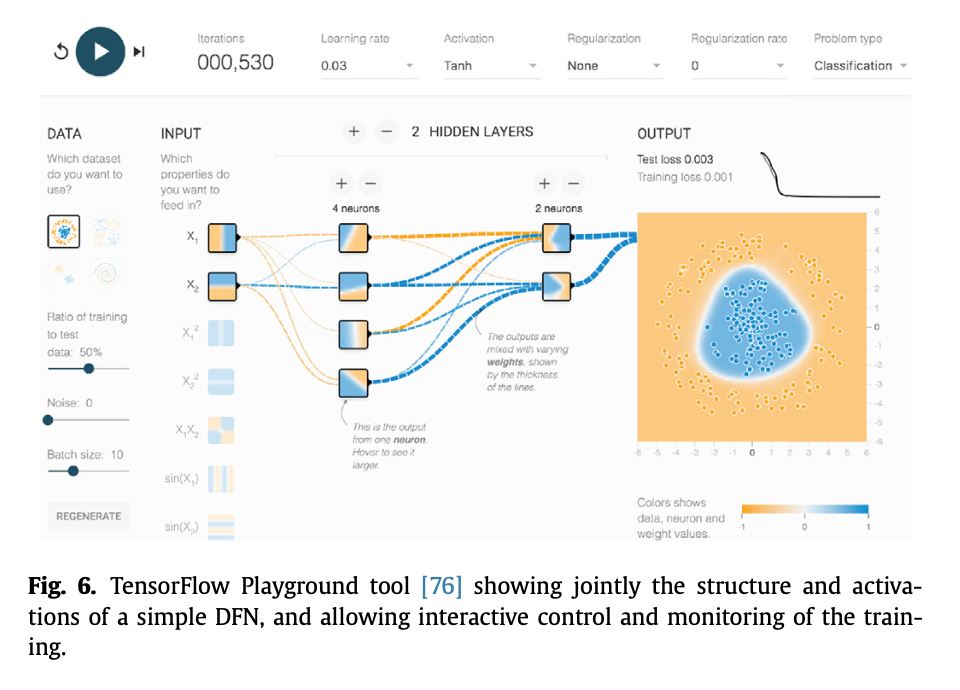 Iterations
000,530
Learning rate
0.03
Activation
Tanh
Regularization
None
Regularization rate
0
Problem type
Classification
DATA
Which dataset
do you want to
use?
Ratio of training
to test
data: 50%
Noise: 0
Batch size: 10
REGENERATE
INPUT
Which
properties do
you want to
feed in?
X₁
X₂
X₁²
X₂²
X₁X₂
sin(X₁)
sin(X₂)
+ − 2 HIDDEN LAYERS
+ −
4 neurons
+ −
2 neurons
This is the output
from one neuron.
Hover to see it
larger.
The outputs are
mixed with varying
weights, shown
by the thickness
of the lines.
OUTPUT
Test loss 0.003
Training loss 0.001
6
5
4
3
2
1
0
-1
-2
-3
-4
-5
-6
-6 -5 -4 -3 -2 -1 0 1 2 3 4 5 6
Colors shows
data, neuron and
weight values.
-1 0 1
Fig. 6. TensorFlow Playground tool [76] showing jointly the structure and activa-
tions of a simple DFN, and allowing interactive control and monitoring of the train-
ing.